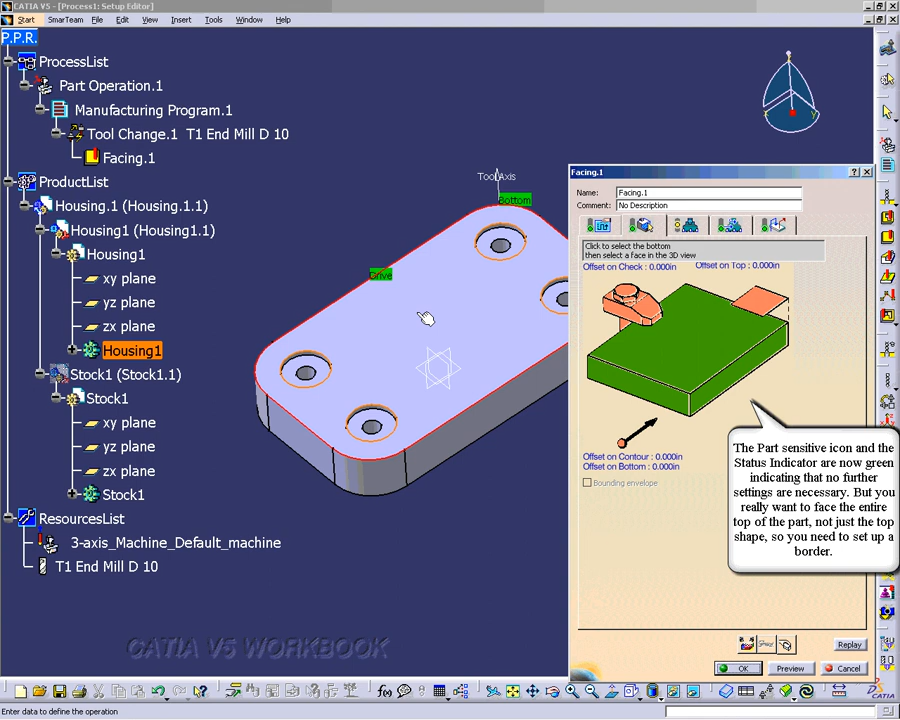 CATIA V5 - [Process1: Setup Editor]
Start SmarTeam File Edit View Insert Tools Window Help
P.P.R.
ProcessList
Part Operation.1
Manufacturing Program.1
Tool Change.1 T1 End Mill D 10
Facing.1
ProductList
Housing.1 (Housing.1.1)
Housing1 (Housing1.1)
Housing1
xy plane
yz plane
zx plane
Housing1
Stock1 (Stock1.1)
Stock1
xy plane
yz plane
zx plane
Stock1
ResourcesList
3-axis_Machine_Default_machine
T1 End Mill D 10
Tool Axis
Bottom
Drive
Facing.1
Name: Facing.1
Comment: No Description
Click to select the bottom
then select a face in the 3D view
Offset on Check : 0.000in Offset on Top : 0.000in
Offset on Contour : 0.000in
Offset on Bottom : 0.000in
Bounding envelope
The Part sensitive icon and the
Status Indicator are now green
indicating that no further
settings are necessary. But you
really want to face the entire
top of the part, not just the top
shape, so you need to set up a
border.
Replay
OK Preview Cancel
CATIA V5 WORKBOOK
Enter data to define the operation
CATIA